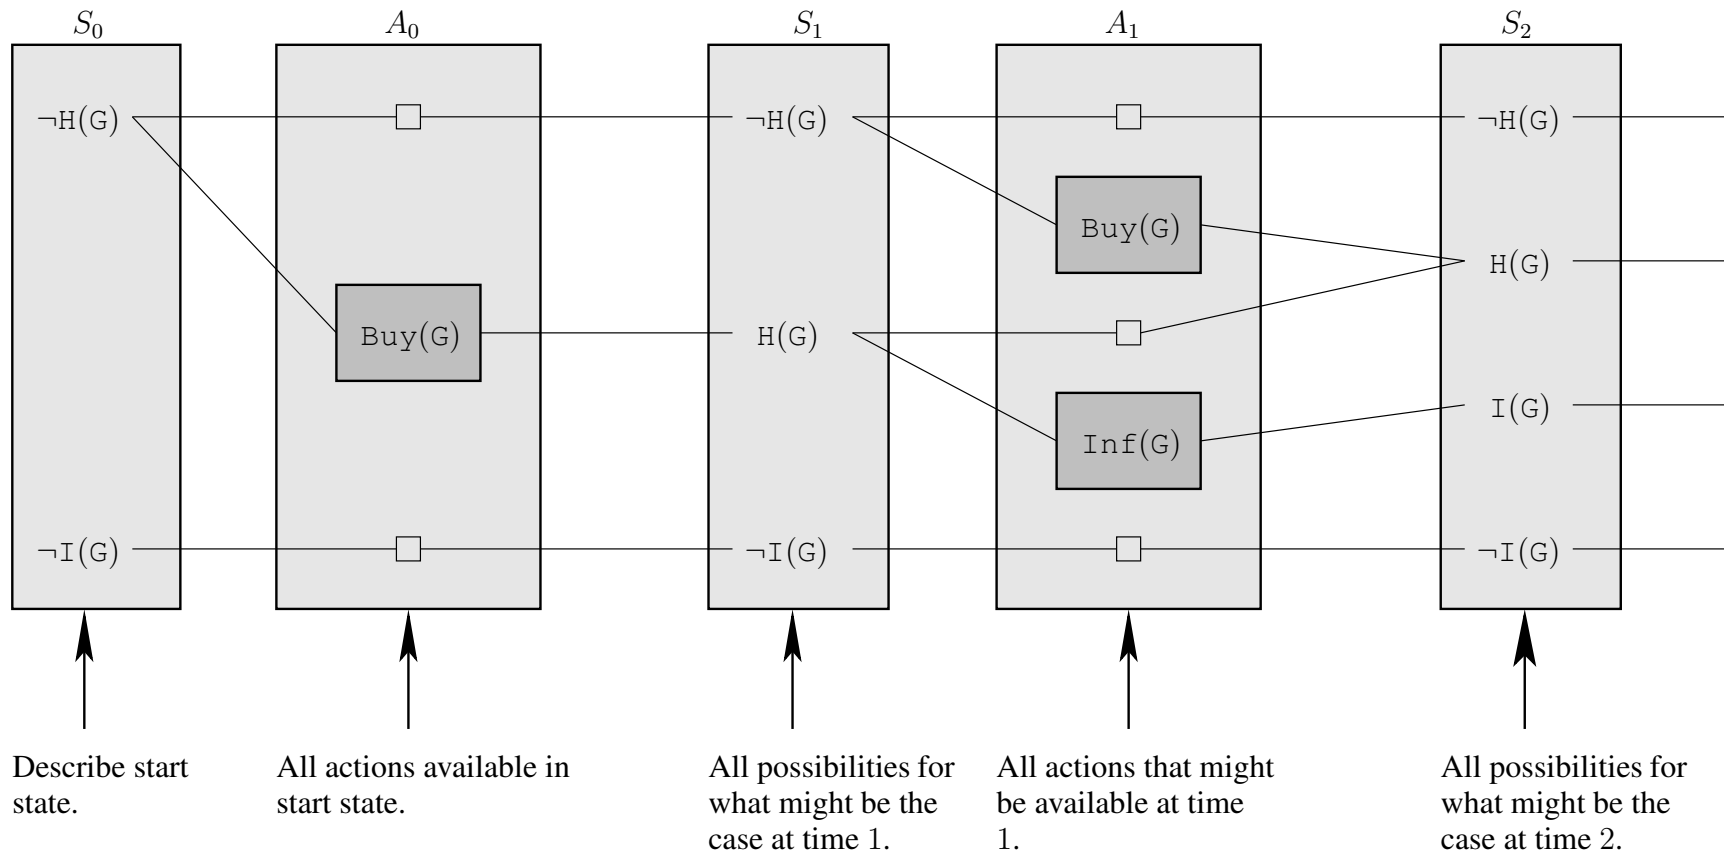 S₀ A₀ S₁ A₁ S₂
¬H(G) ¬H(G) ¬H(G)
Buy(G)
H(G)
Buy(G) H(G)
I(G)
Inf(G)
¬I(G) ¬I(G) ¬I(G)
Describe start
state.
All actions available in
start state.
All possibilities for
what might be the
case at time 1.
All actions that might
be available at time
1.
All possibilities for
what might be the
case at time 2.